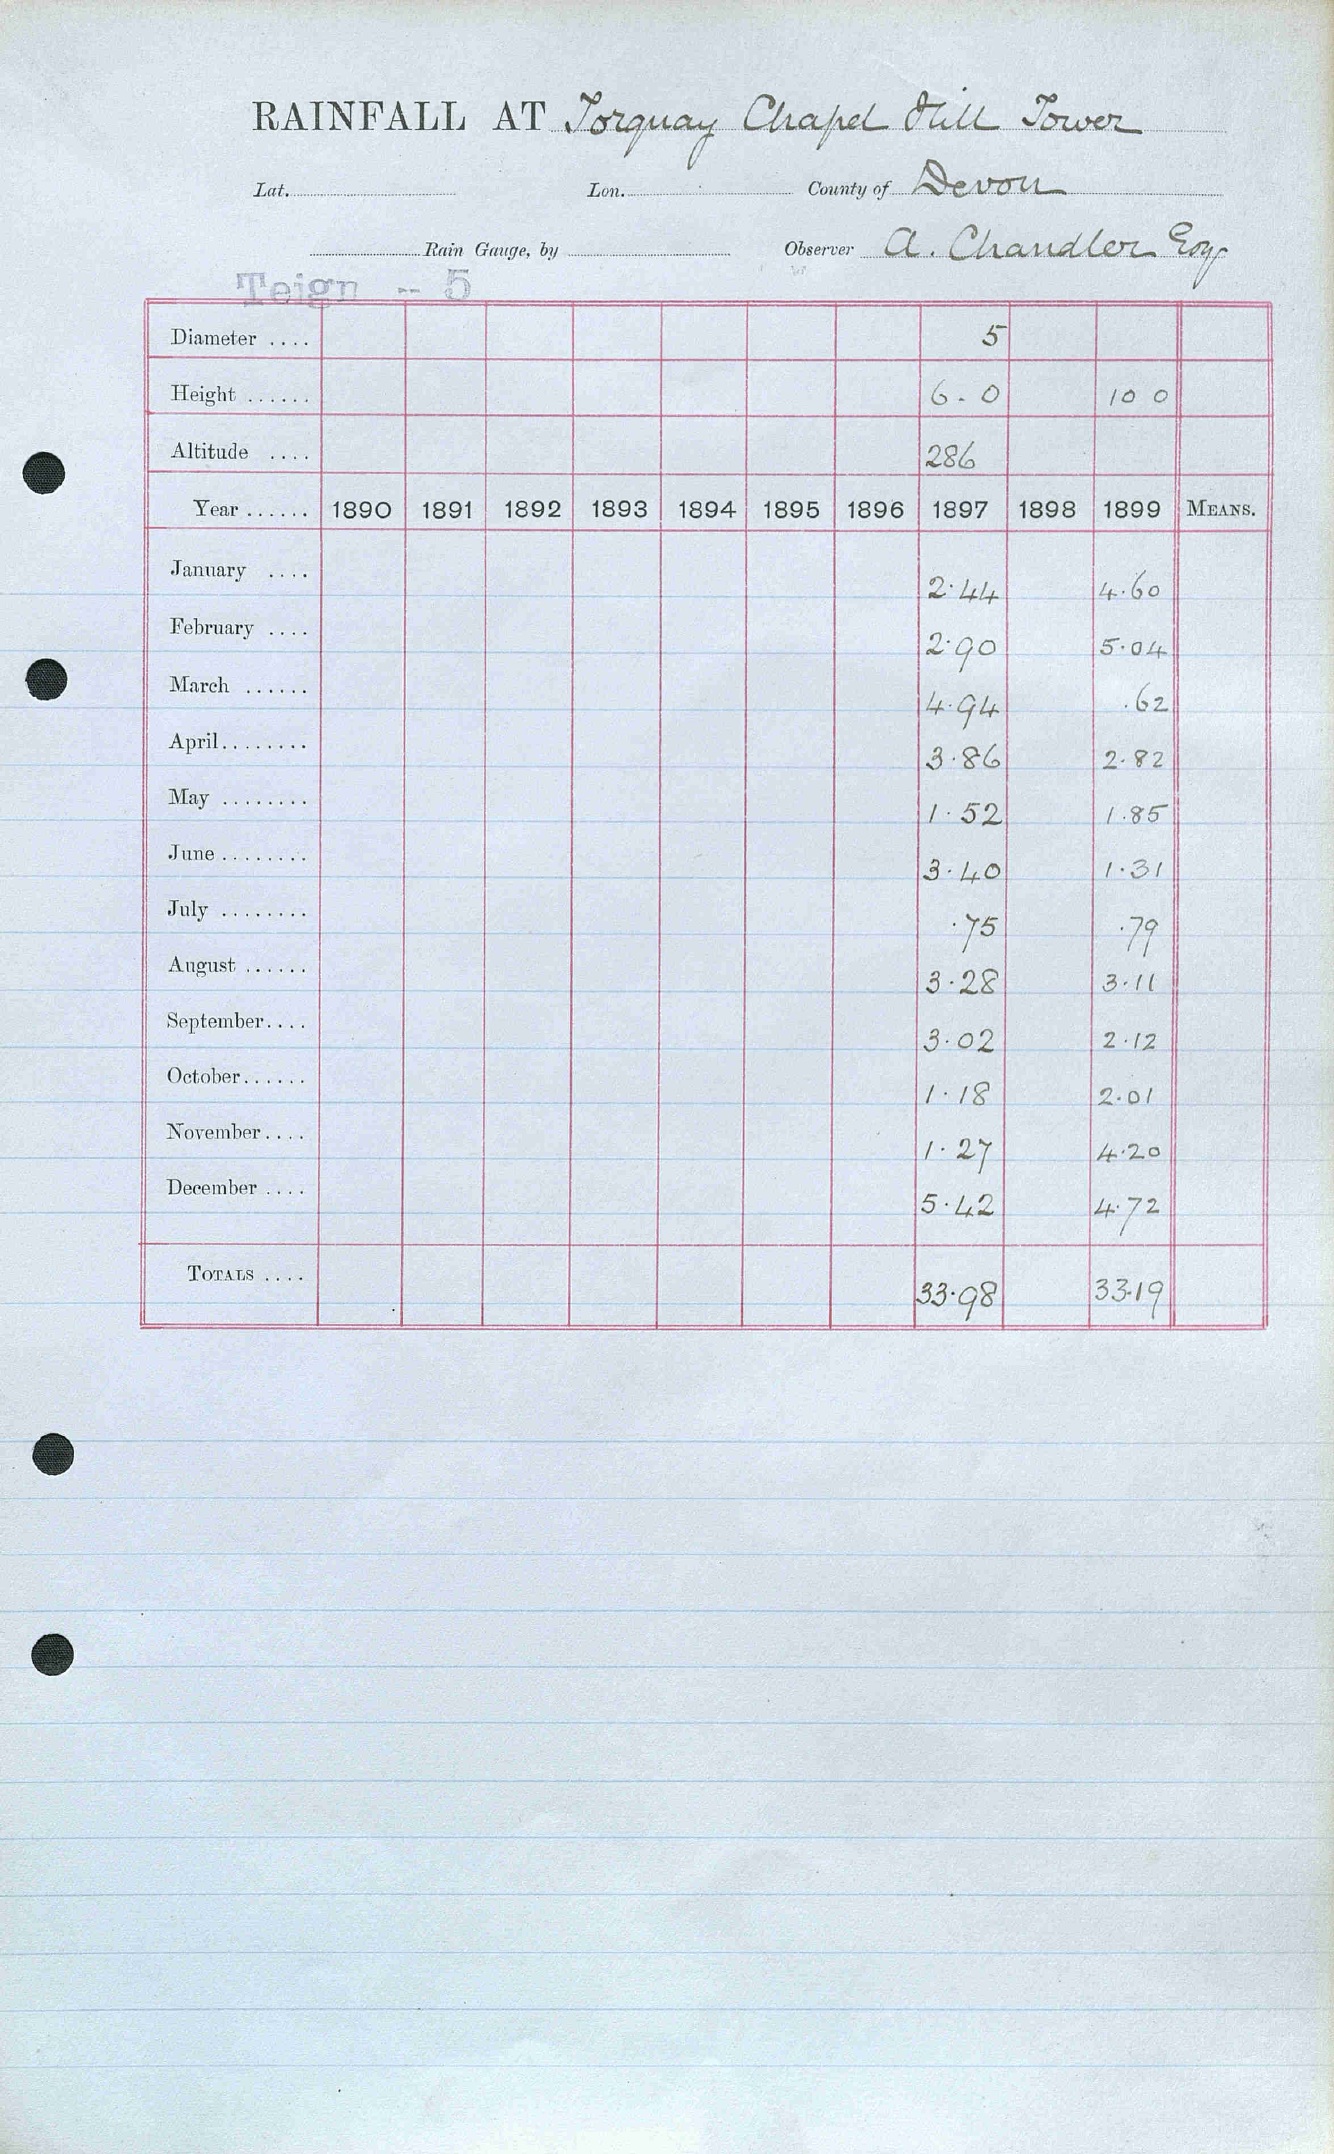 RAINFALL AT Torquay Chapel Hill Tower
Lat. Lon. County of Devon
Rain Gauge, by Observer A. Chandler Esq
Teign -- 5
Diameter .... 5
Height ...... 6 - 0 10 0
Altitude .... 286
Year ...... 1890 1891 1892 1893 1894 1895 1896 1897 1898 1899 MEANS.
January .... 2.44 4.60
February .... 2.90 5.04
March ...... 4.94 .62
April........ 3.86 2.82
May ........ 1.52 1.85
June ........ 3.40 1.31
July ........ .75 .79
August ...... 3.28 3.11
September.... 3.02 2.12
October...... 1.18 2.01
November.... 1.27 4.20
December .... 5.42 4.72
TOTALS .... 33.98 33.19